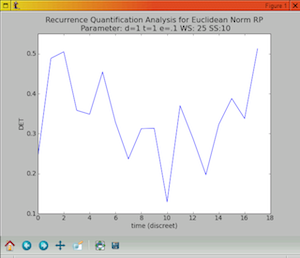 Figure 1
Recurrence Quantification Analysis for Euclidean Norm RP
Parameter: d=1 t=1 e=.1 WS: 25 SS:10
0.5
0.4
0.3
0.2
0.1
DET
0 2 4 6 8 10 12 14 16 18
time (discreet)